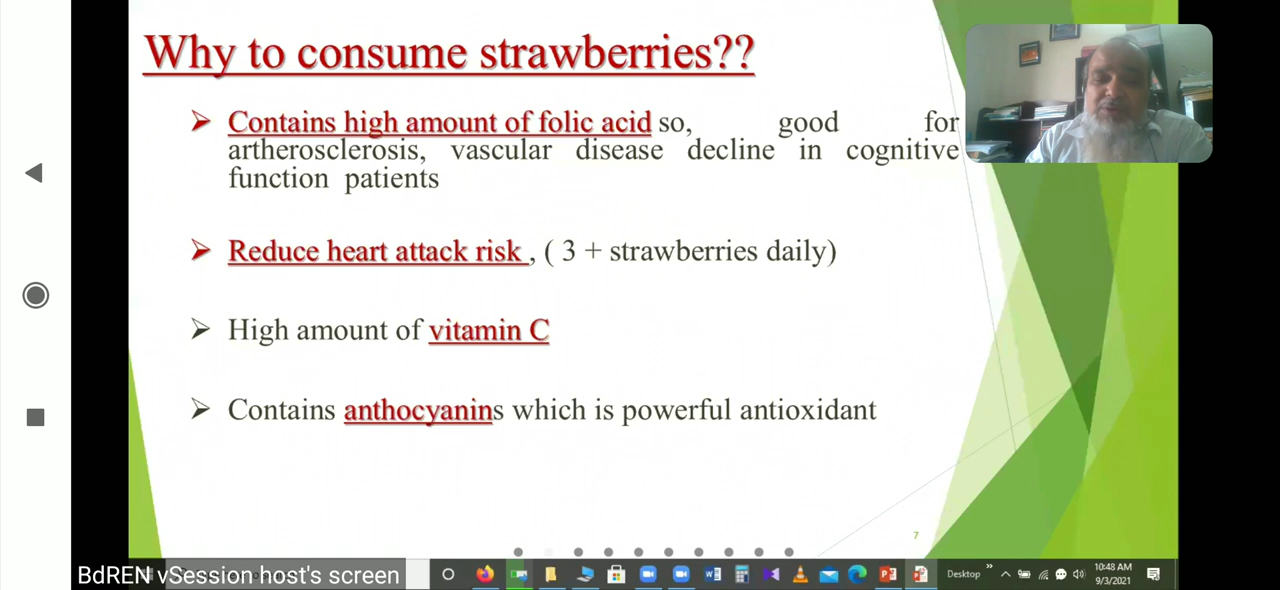 Why to consume strawberries??
➢ Contains high amount of folic acid so, good for
artherosclerosis, vascular disease decline in cognitive
function patients
➢ Reduce heart attack risk , ( 3 + strawberries daily)
➢ High amount of vitamin C
➢ Contains anthocyanins which is powerful antioxidant
7
BdREN vSession host's screen
Desktop
10:48 AM
9/3/2021